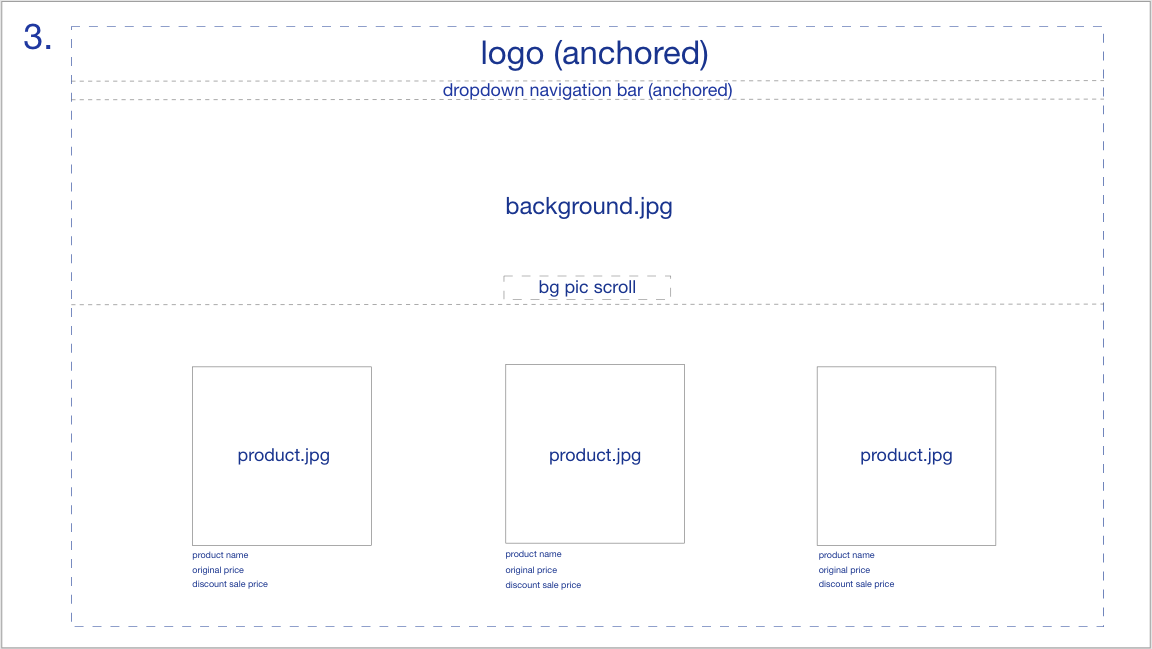 3.
logo (anchored)
dropdown navigation bar (anchored)
background.jpg
bg pic scroll
product.jpg
product name
original price
discount sale price
product.jpg
product name
original price
discount sale price
product.jpg
product name
original price
discount sale price